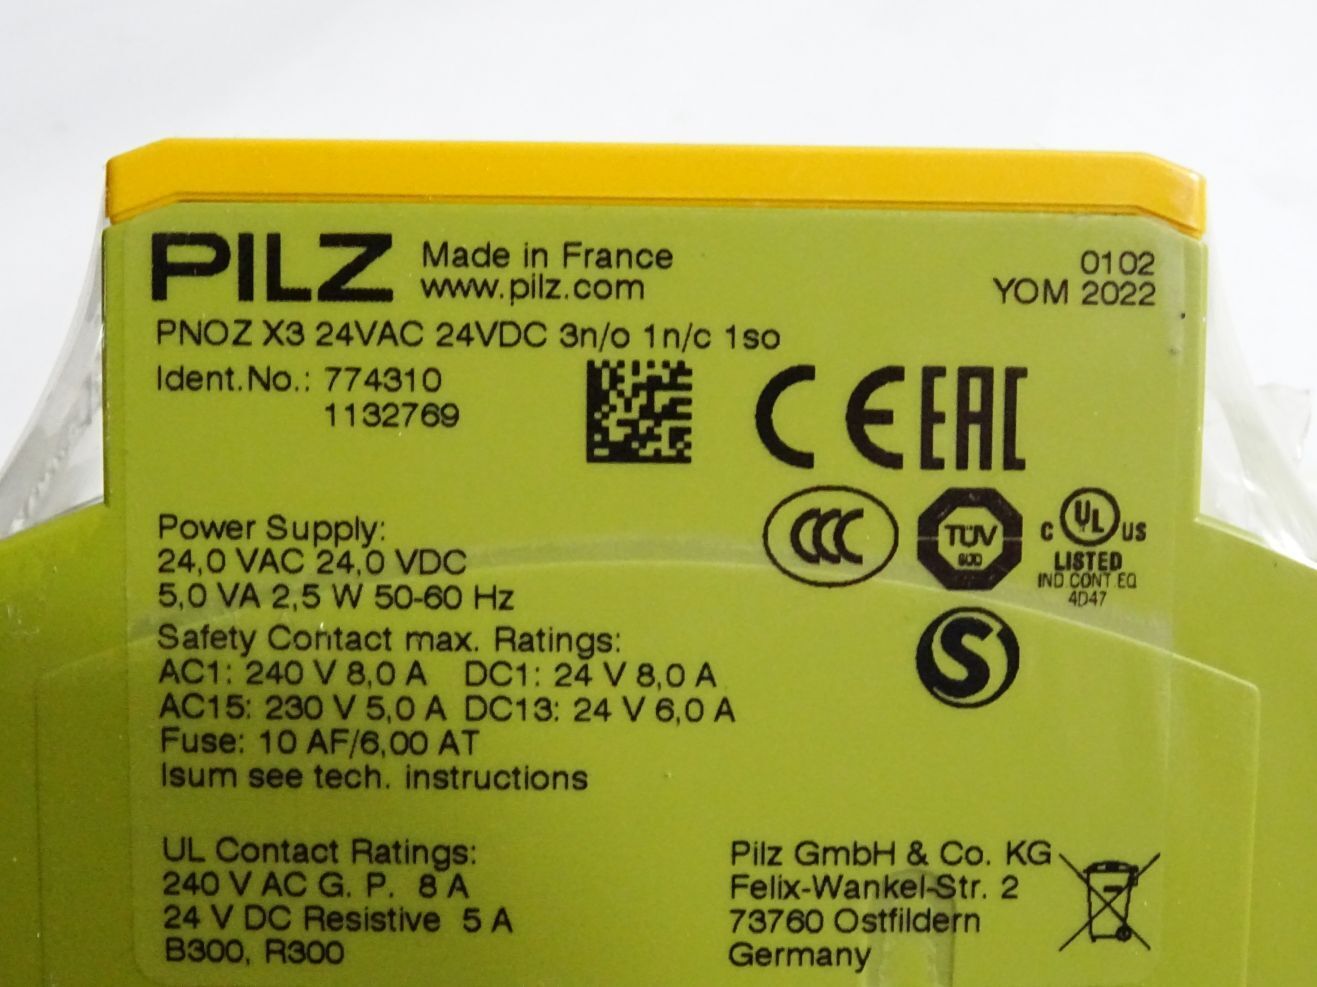 PILZ Made in France
www.pilz.com
0102
YOM 2022
PNOZ X3 24VAC 24VDC 3n/o 1n/c 1so
Ident.No.: 774310
1132769
CE EAC
Power Supply:
24,0 VAC 24,0 VDC
5,0 VA 2,5 W 50-60 Hz
CCC
TÜV
SÜD
C UL US
LISTED
IND CONT EQ
4D47
S
Safety Contact max. Ratings:
AC1: 240 V 8,0 A DC1: 24 V 8,0 A
AC15: 230 V 5,0 A DC13: 24 V 6,0 A
Fuse: 10 AF/6,00 AT
Isum see tech. instructions
UL Contact Ratings:
240 V AC G. P. 8 A
24 V DC Resistive 5 A
B300, R300
Pilz GmbH & Co. KG
Felix-Wankel-Str. 2
73760 Ostfildern
Germany